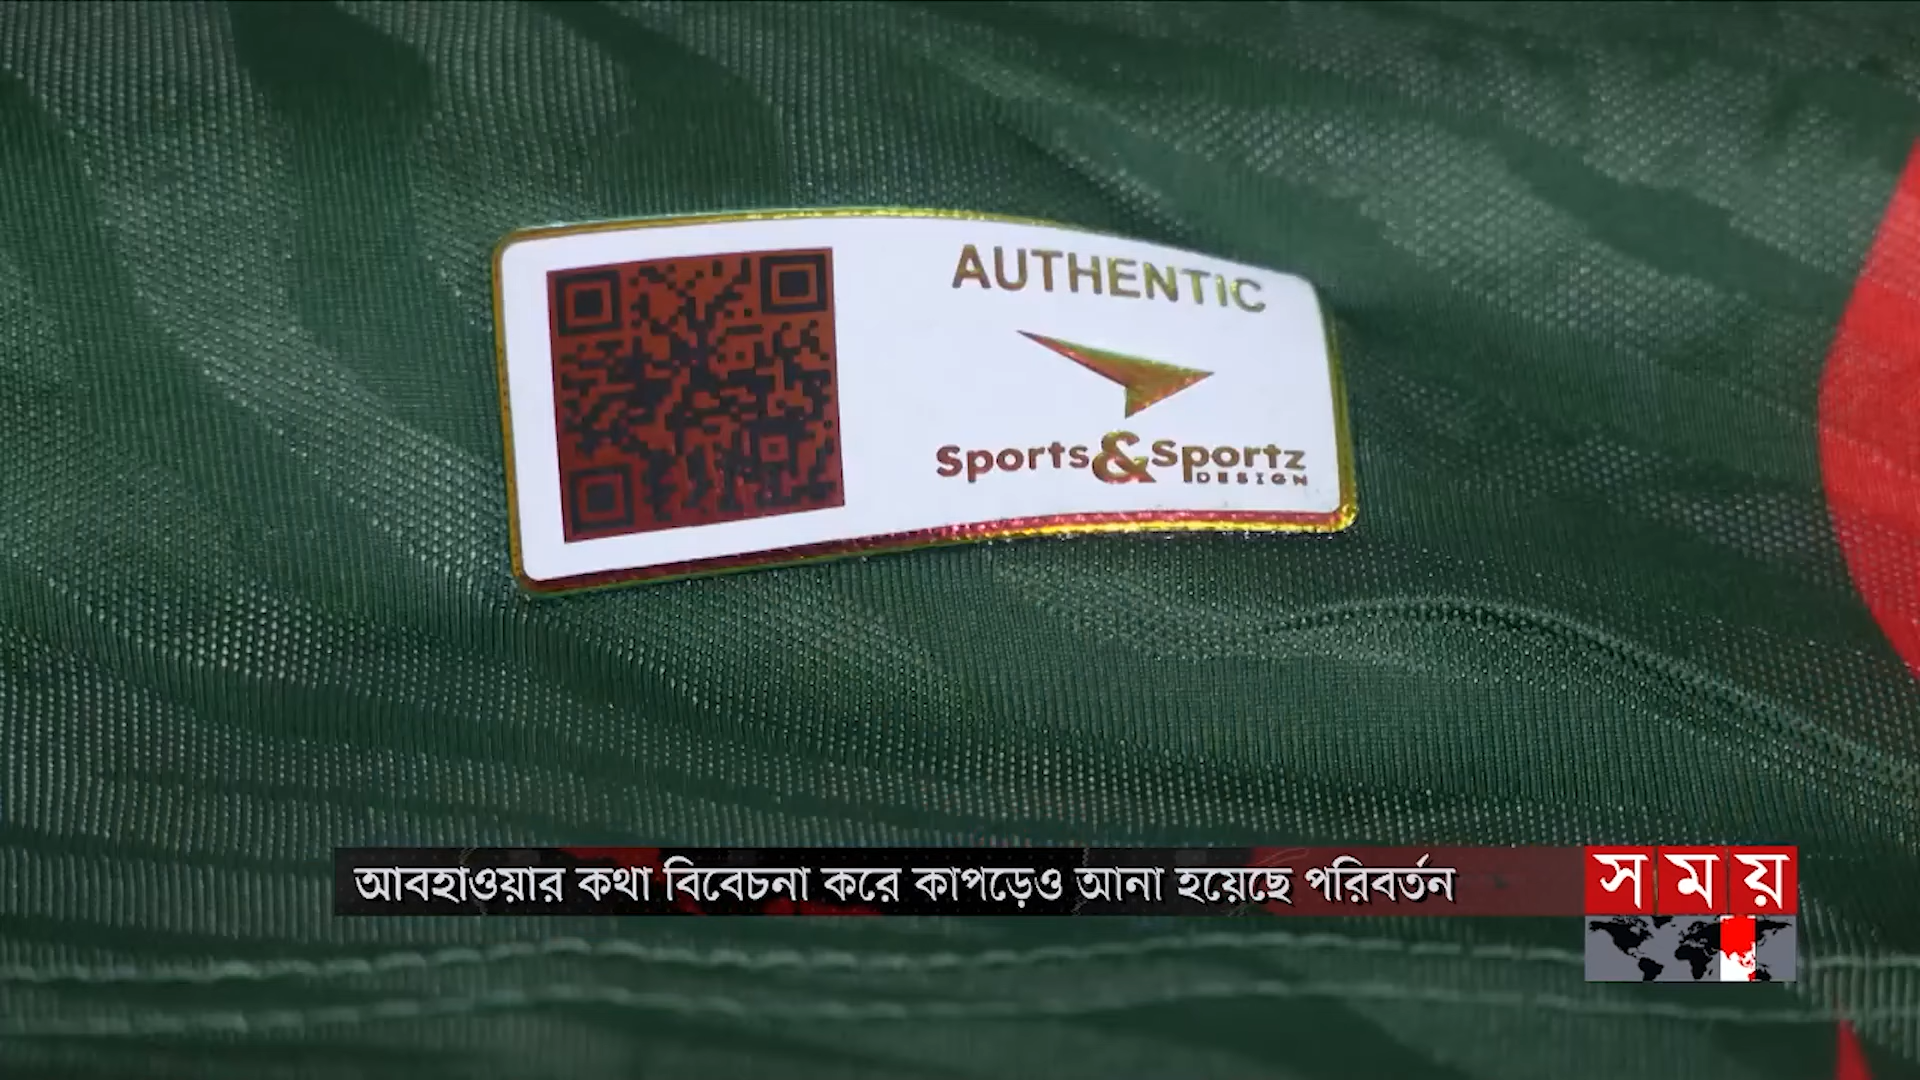 AUTHENTIC
Sports&Sportz
DESIGN
আবহাওয়ার কথা বিবেচনা করে কাপড়েও আনা হয়েছে পরিবর্তন
সময়